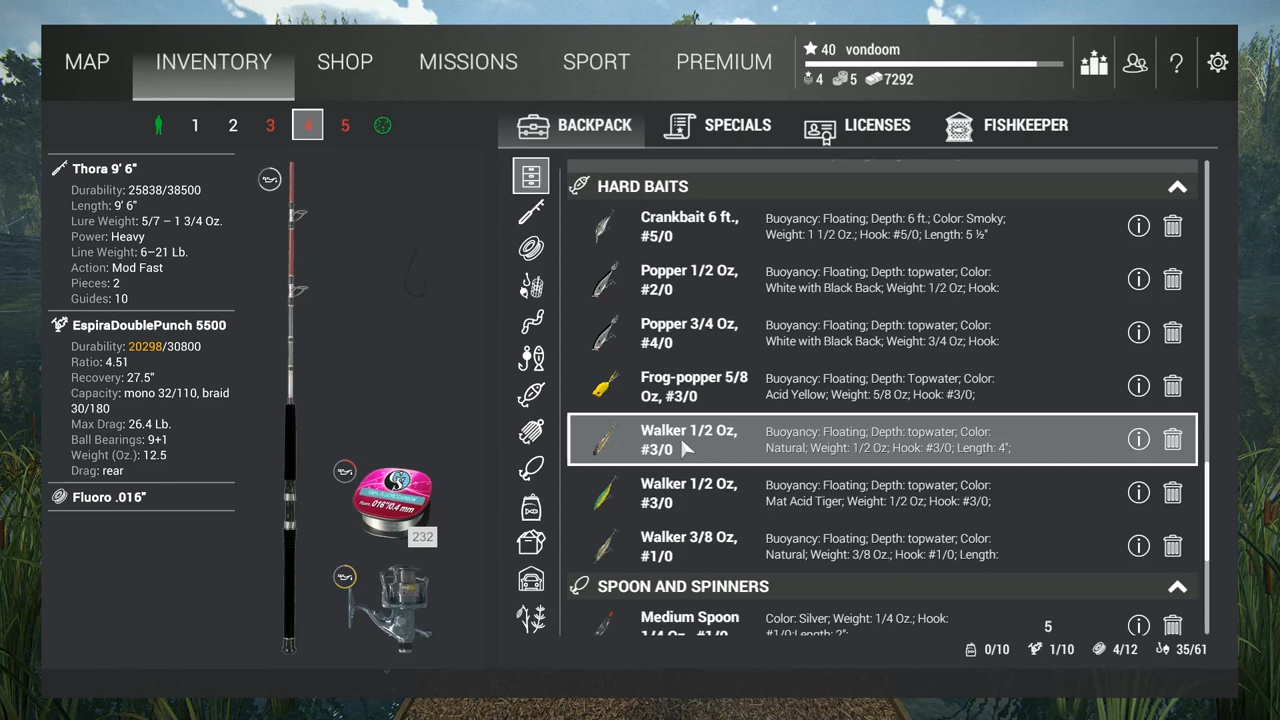 MAP INVENTORY SHOP MISSIONS SPORT PREMIUM
40 vondoom
4 5 7292
?
1 2 3 4 5
BACKPACK SPECIALS LICENSES FISHKEEPER
Thora 9' 6"
Durability: 25838/38500
Length: 9' 6"
Lure Weight: 5/7 – 1 3/4 Oz.
Power: Heavy
Line Weight: 6–21 Lb.
Action: Mod Fast
Pieces: 2
Guides: 10
EspiraDoublePunch 5500
Durability: 20298/30800
Ratio: 4.51
Recovery: 27.5"
Capacity: mono 32/110, braid
30/180
Max Drag: 26.4 Lb.
Ball Bearings: 9+1
Weight (Oz.): 12.5
Drag: rear
Fluoro .016"
232
HARD BAITS
Crankbait 6 ft.,
#5/0
Buoyancy: Floating; Depth: 6 ft.; Color: Smoky;
Weight: 1 1/2 Oz.; Hook: #5/0; Length: 5 ½"
Popper 1/2 Oz,
#2/0
Buoyancy: Floating; Depth: topwater; Color:
White with Black Back; Weight: 1/2 Oz; Hook:
Popper 3/4 Oz,
#4/0
Buoyancy: Floating; Depth: topwater; Color:
White with Black Back; Weight: 3/4 Oz; Hook:
Frog-popper 5/8
Oz, #3/0
Buoyancy: Floating; Depth: Topwater; Color:
Acid Yellow; Weight: 5/8 Oz; Hook: #3/0;
Walker 1/2 Oz,
#3/0
Buoyancy: Floating; Depth: topwater; Color:
Natural; Weight: 1/2 Oz; Hook: #3/0; Length: 4";
Walker 1/2 Oz,
#3/0
Buoyancy: Floating; Depth: topwater; Color:
Mat Acid Tiger; Weight: 1/2 Oz; Hook: #3/0;
Walker 3/8 Oz,
#1/0
Buoyancy: Floating; Depth: topwater; Color:
Natural; Weight: 3/8 Oz.; Hook: #1/0; Length:
SPOON AND SPINNERS
Medium Spoon
1/4 Oz., #1/0
Color: Silver; Weight: 1/4 Oz.; Hook:
#1/0; Length: 2";
5
0/10 1/10 4/12 35/61